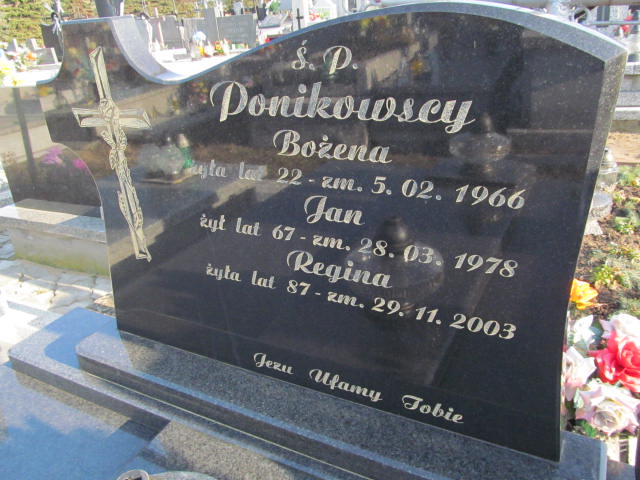 Ś. P.
Ponikowscy
Bożena
żyła lat 22 - zm. 5. 02. 1966
Jan
żył lat 67 - zm. 28. 03. 1978
Regina
żyła lat 87 - zm. 29. 11. 2003
Jezu Ufamy Tobie